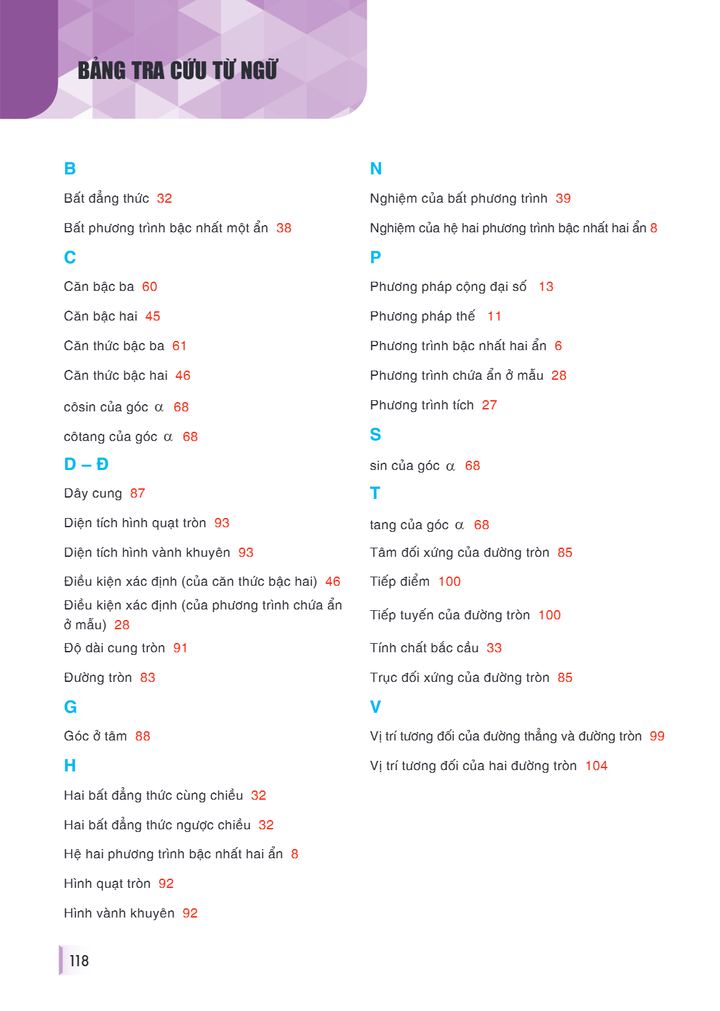 BẢNG TRA CỨU TỪ NGỮ
B
Bất đẳng thức 32
Bất phương trình bậc nhất một ẩn 38
C
Căn bậc ba 60
Căn bậc hai 45
Căn thức bậc ba 61
Căn thức bậc hai 46
côsin của góc α 68
côtang của góc α 68
D – Đ
Dây cung 87
Diện tích hình quạt tròn 93
Diện tích hình vành khuyên 93
Điều kiện xác định (của căn thức bậc hai) 46
Điều kiện xác định (của phương trình chứa ẩn
ở mẫu) 28
Độ dài cung tròn 91
Đường tròn 83
G
Góc ở tâm 88
H
Hai bất đẳng thức cùng chiều 32
Hai bất đẳng thức ngược chiều 32
Hệ hai phương trình bậc nhất hai ẩn 8
Hình quạt tròn 92
Hình vành khuyên 92
N
Nghiệm của bất phương trình 39
Nghiệm của hệ hai phương trình bậc nhất hai ẩn 8
P
Phương pháp cộng đại số 13
Phương pháp thế 11
Phương trình bậc nhất hai ẩn 6
Phương trình chứa ẩn ở mẫu 28
Phương trình tích 27
S
sin của góc α 68
T
tang của góc α 68
Tâm đối xứng của đường tròn 85
Tiếp điểm 100
Tiếp tuyến của đường tròn 100
Tính chất bắc cầu 33
Trục đối xứng của đường tròn 85
V
Vị trí tương đối của đường thẳng và đường tròn 99
Vị trí tương đối của hai đường tròn 104
118